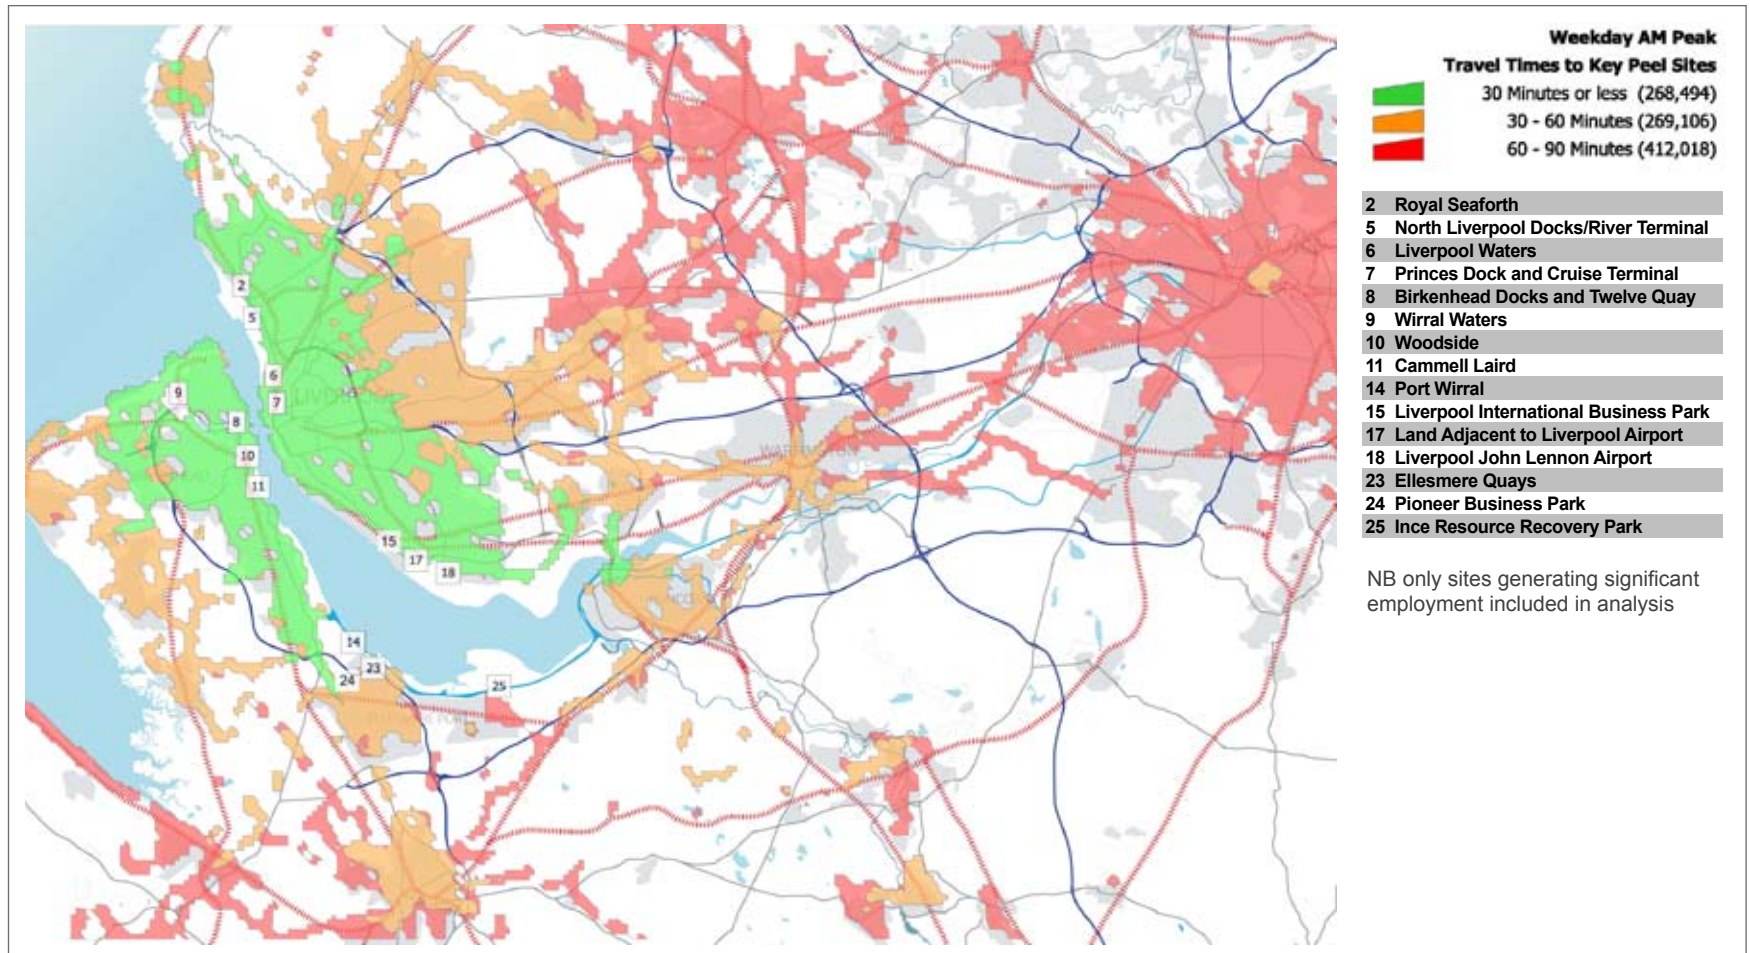 Weekday AM Peak
Travel Times to Key Peel Sites
30 Minutes or less (268,494)
30 - 60 Minutes (269,106)
60 - 90 Minutes (412,018)
2 Royal Seaforth
5 North Liverpool Docks/River Terminal
6 Liverpool Waters
7 Princes Dock and Cruise Terminal
8 Birkenhead Docks and Twelve Quay
9 Wirral Waters
10 Woodside
11 Cammell Laird
14 Port Wirral
15 Liverpool International Business Park
17 Land Adjacent to Liverpool Airport
18 Liverpool John Lennon Airport
23 Ellesmere Quays
24 Pioneer Business Park
25 Ince Resource Recovery Park
NB only sites generating significant
employment included in analysis
2
5
6
9
7
LIVERPOOL
8
10
WARRINGTON
11
15
17
18
14
23
24
25